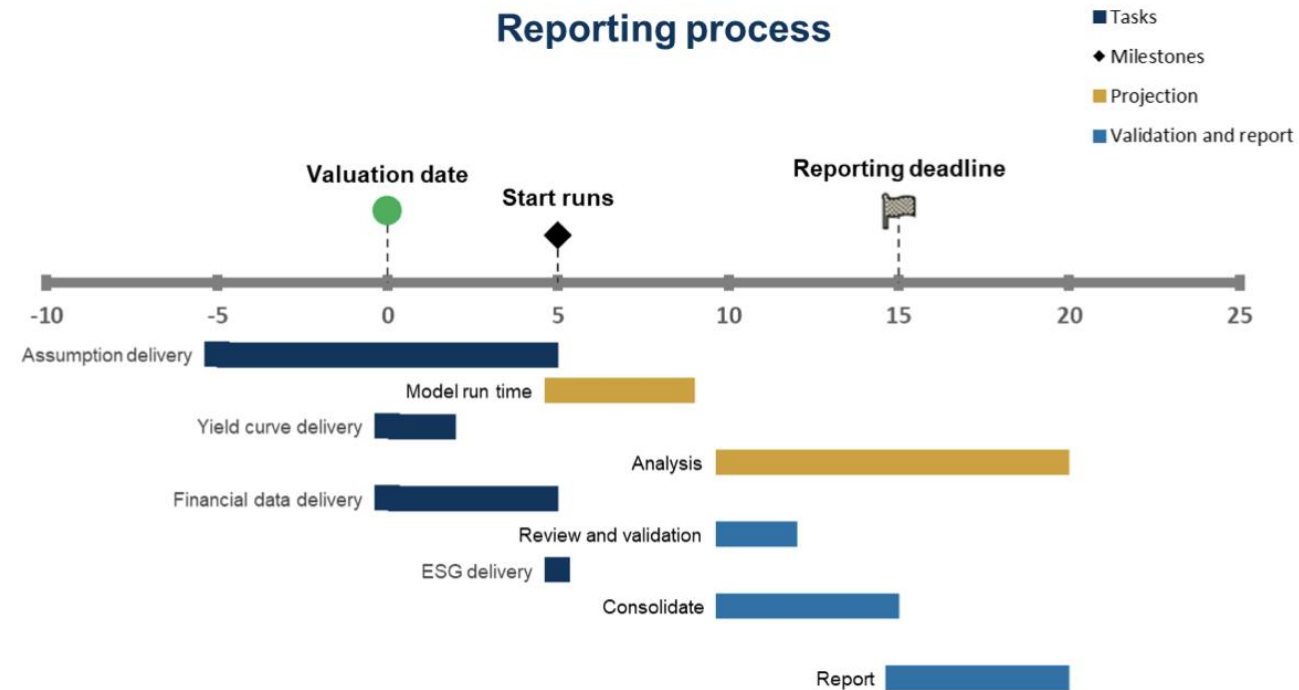 Reporting process
Tasks
Milestones
Projection
Validation and report
Valuation date
Start runs
Reporting deadline
-10 -5 0 5 10 15 20 25
Assumption delivery
Model run time
Yield curve delivery
Analysis
Financial data delivery
Review and validation
ESG delivery
Consolidate
Report